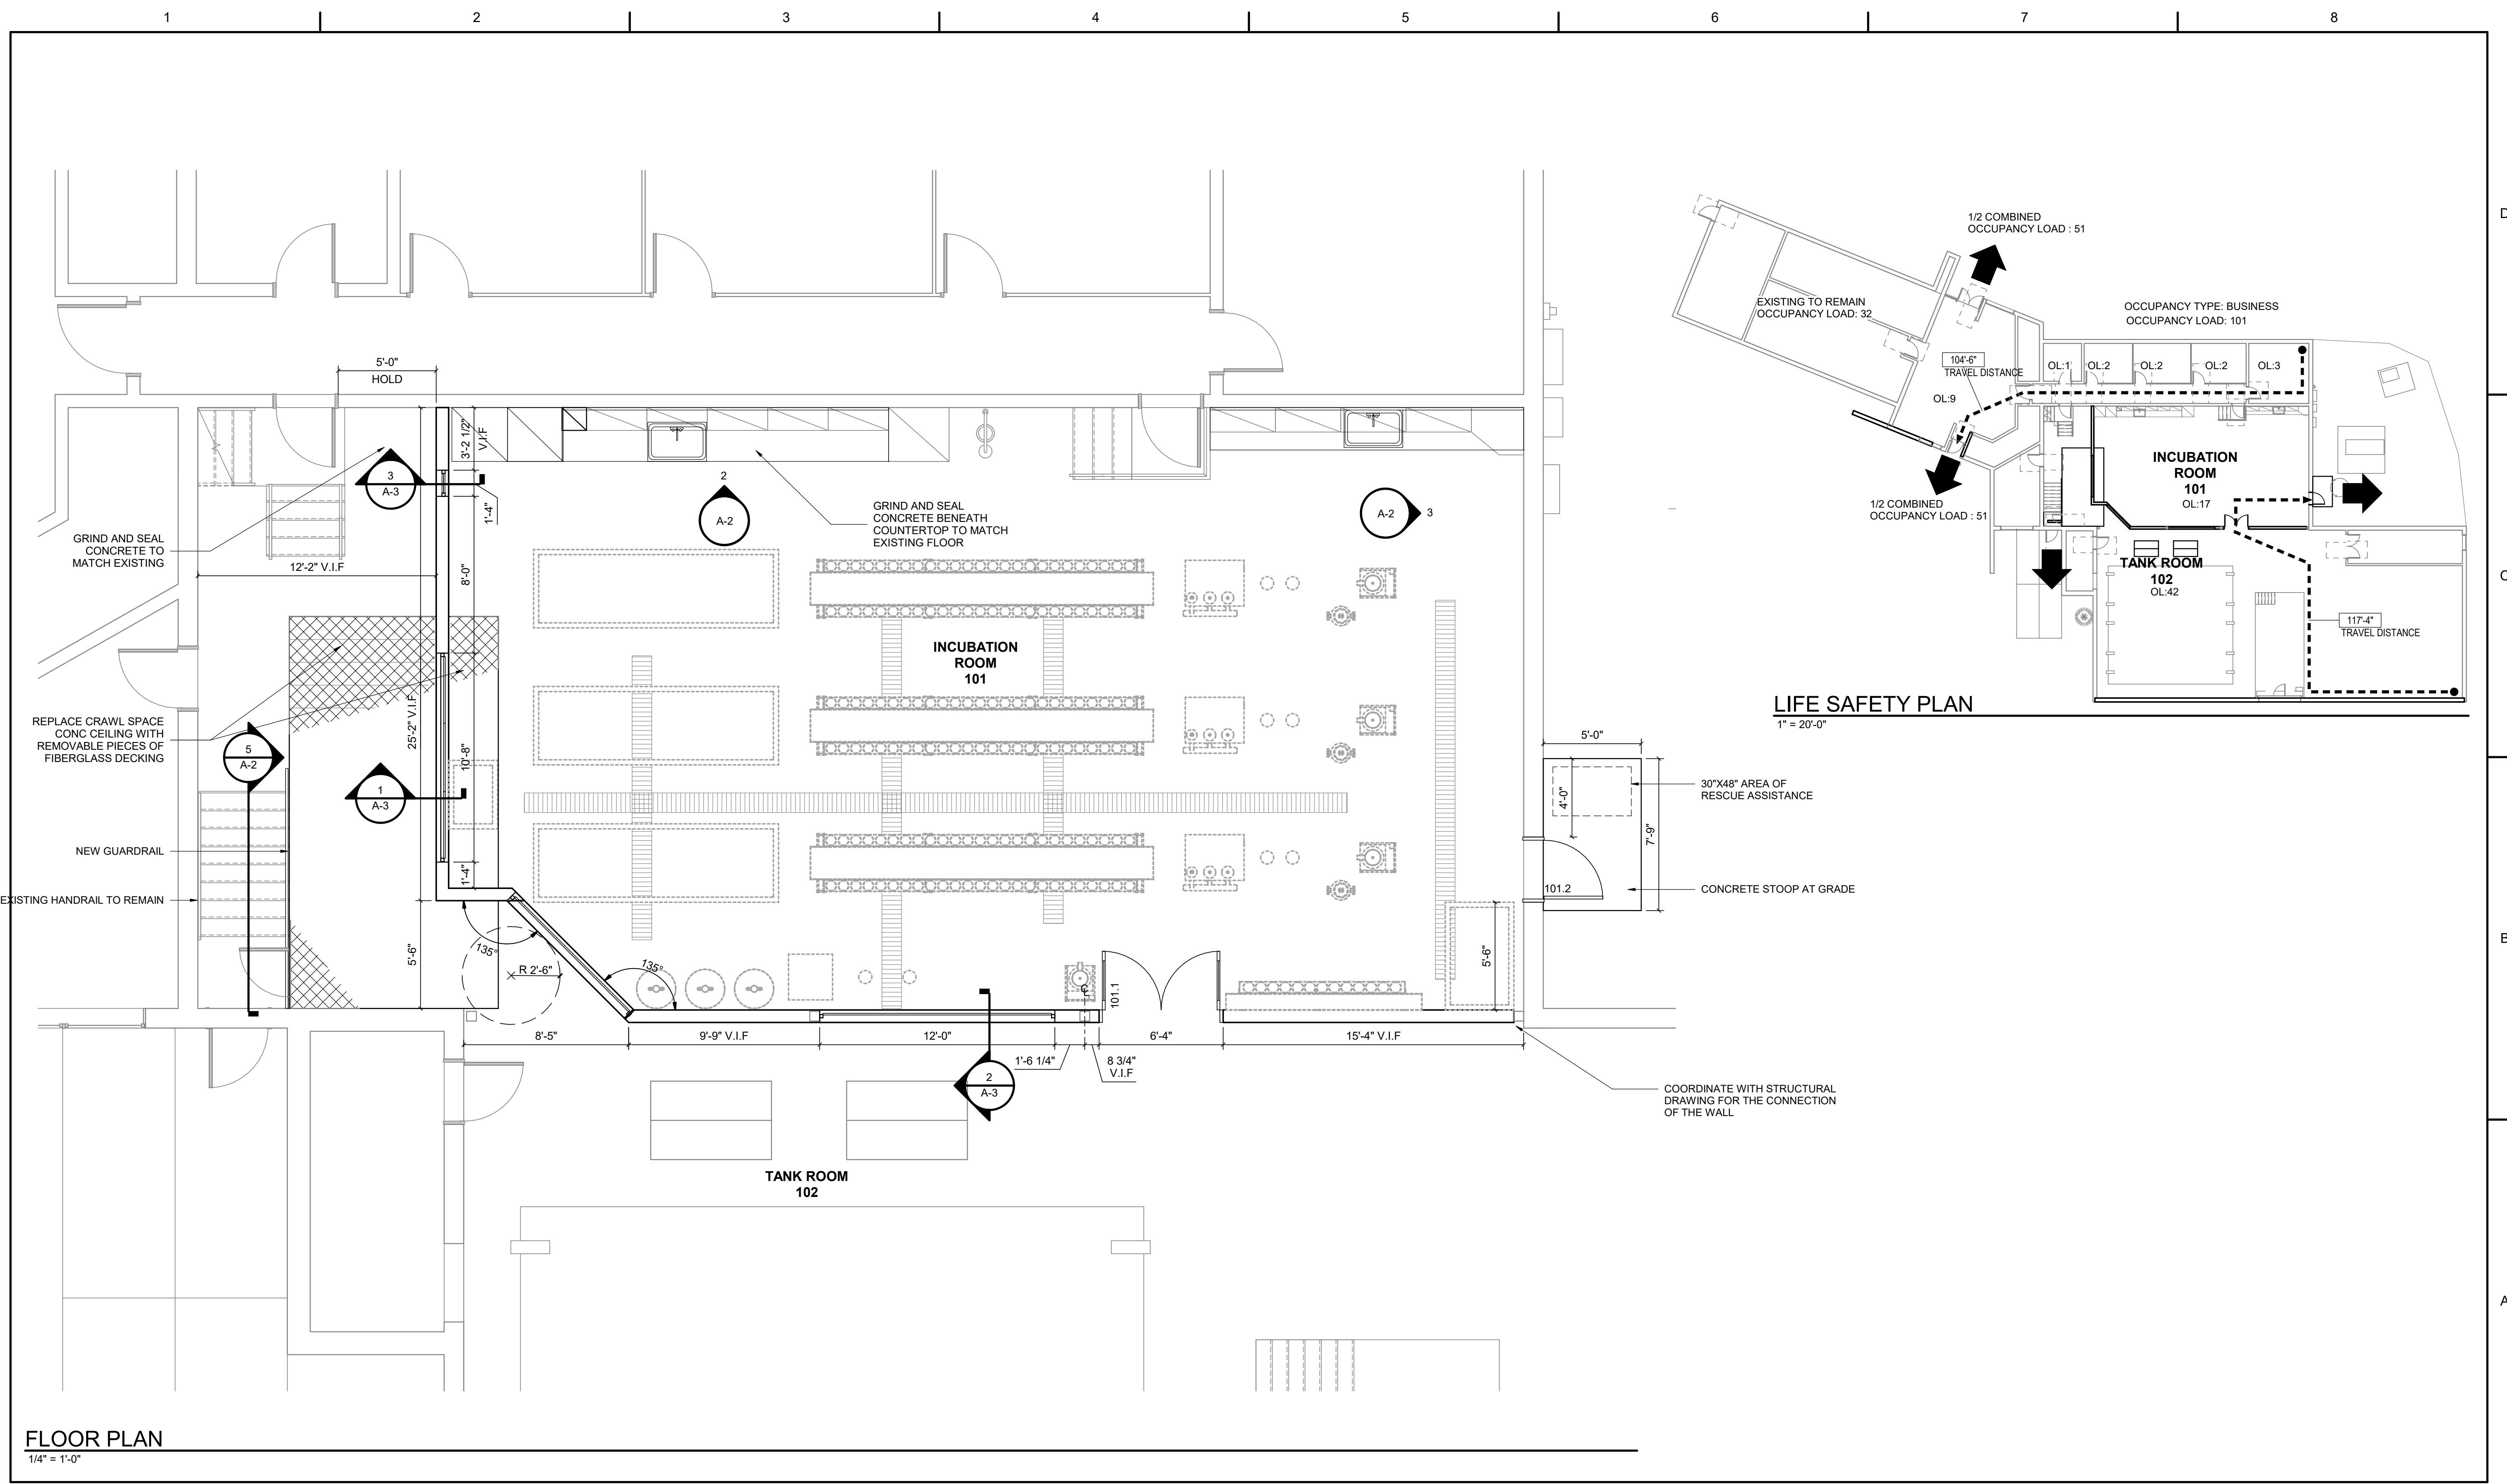 1 2 3 4 5 6 7 8
D
C
B
A
5'-0"
HOLD
3'-2 1/2"
V.I.F
3
A-3
1'-4"
2
A-2
A-2
3
GRIND AND SEAL
CONCRETE BENEATH
COUNTERTOP TO MATCH
EXISTING FLOOR
GRIND AND SEAL
CONCRETE TO
MATCH EXISTING
12'-2" V.I.F
8'-0"
INCUBATION
ROOM
101
25'-2" V.I.F
REPLACE CRAWL SPACE
CONC CEILING WITH
REMOVABLE PIECES OF
FIBERGLASS DECKING
5
A-2
10'-8"
1
A-3
NEW GUARDRAIL
1'-4"
EXISTING HANDRAIL TO REMAIN
5'-6"
135°
R 2'-6"
135°
101.1
5'-6"
8'-5"
9'-9" V.I.F
12'-0"
1'-6 1/4"
8 3/4"
V.I.F
6'-4"
15'-4" V.I.F
2
A-3
TANK ROOM
102
5'-0"
4'-0"
7'-9"
101.2
30"X48" AREA OF
RESCUE ASSISTANCE
CONCRETE STOOP AT GRADE
COORDINATE WITH STRUCTURAL
DRAWING FOR THE CONNECTION
OF THE WALL
FLOOR PLAN
1/4" = 1'-0"
1/2 COMBINED
OCCUPANCY LOAD : 51
EXISTING TO REMAIN
OCCUPANCY LOAD: 32
OCCUPANCY TYPE: BUSINESS
OCCUPANCY LOAD: 101
104'-6"
TRAVEL DISTANCE
OL:1
OL:2
OL:2
OL:2
OL:3
OL:9
INCUBATION
ROOM
101
OL:17
1/2 COMBINED
OCCUPANCY LOAD : 51
TANK ROOM
102
OL:42
117'-4"
TRAVEL DISTANCE
LIFE SAFETY PLAN
1" = 20'-0"